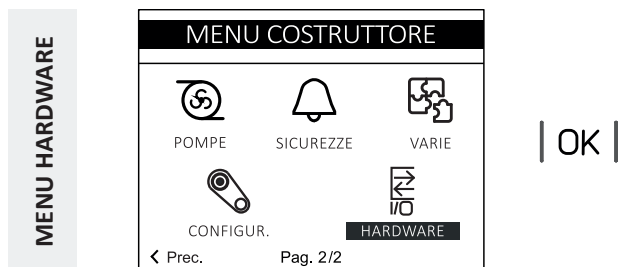 MENU HARDWARE
MENU COSTRUTTORE
POMPE SICUREZZE VARIE
OK
I/O
CONFIGUR. HARDWARE
Prec. Pag. 2/2